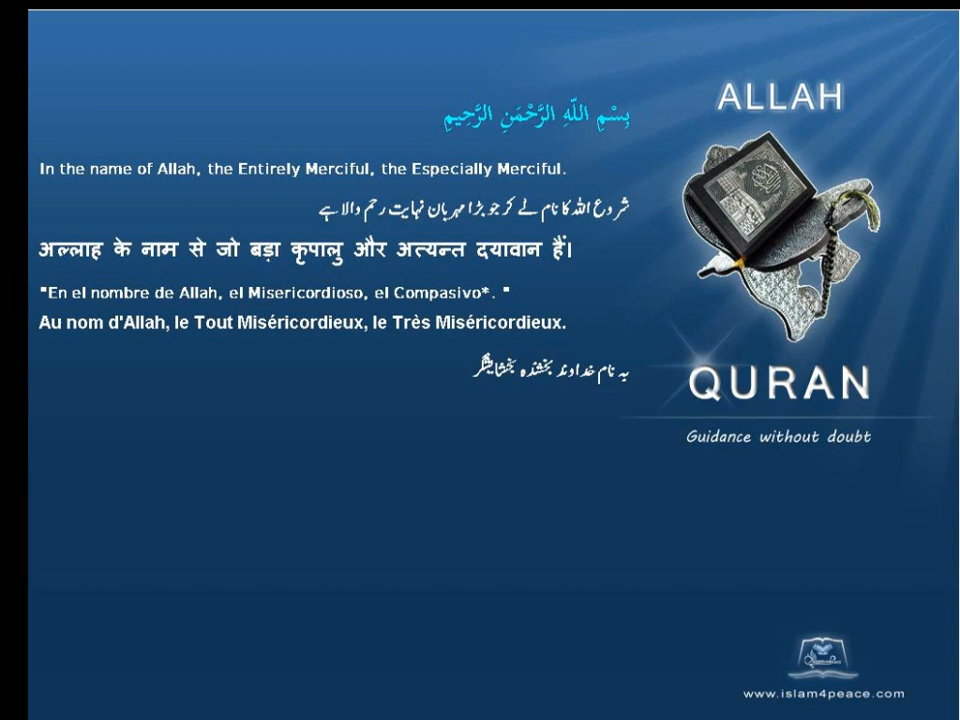 بِسْمِ اللّهِ الرَّحْمَنِ الرَّحِيمِ
In the name of Allah, the Entirely Merciful, the Especially Merciful.
شروع الله کا نام لے کر جو بڑا مہربان نہایت رحم والا ہے
अल्लाह के नाम से जो बड़ा कृपालु और अत्यन्त दयावान हैं।
"En el nombre de Allah, el Misericordioso, el Compasivo*. "
Au nom d'Allah, le Tout Miséricordieux, le Très Miséricordieux.
به نام خداوند بخشنده بخشایشگر
ALLAH
QURAN
Guidance without doubt
www.islam4peace.com